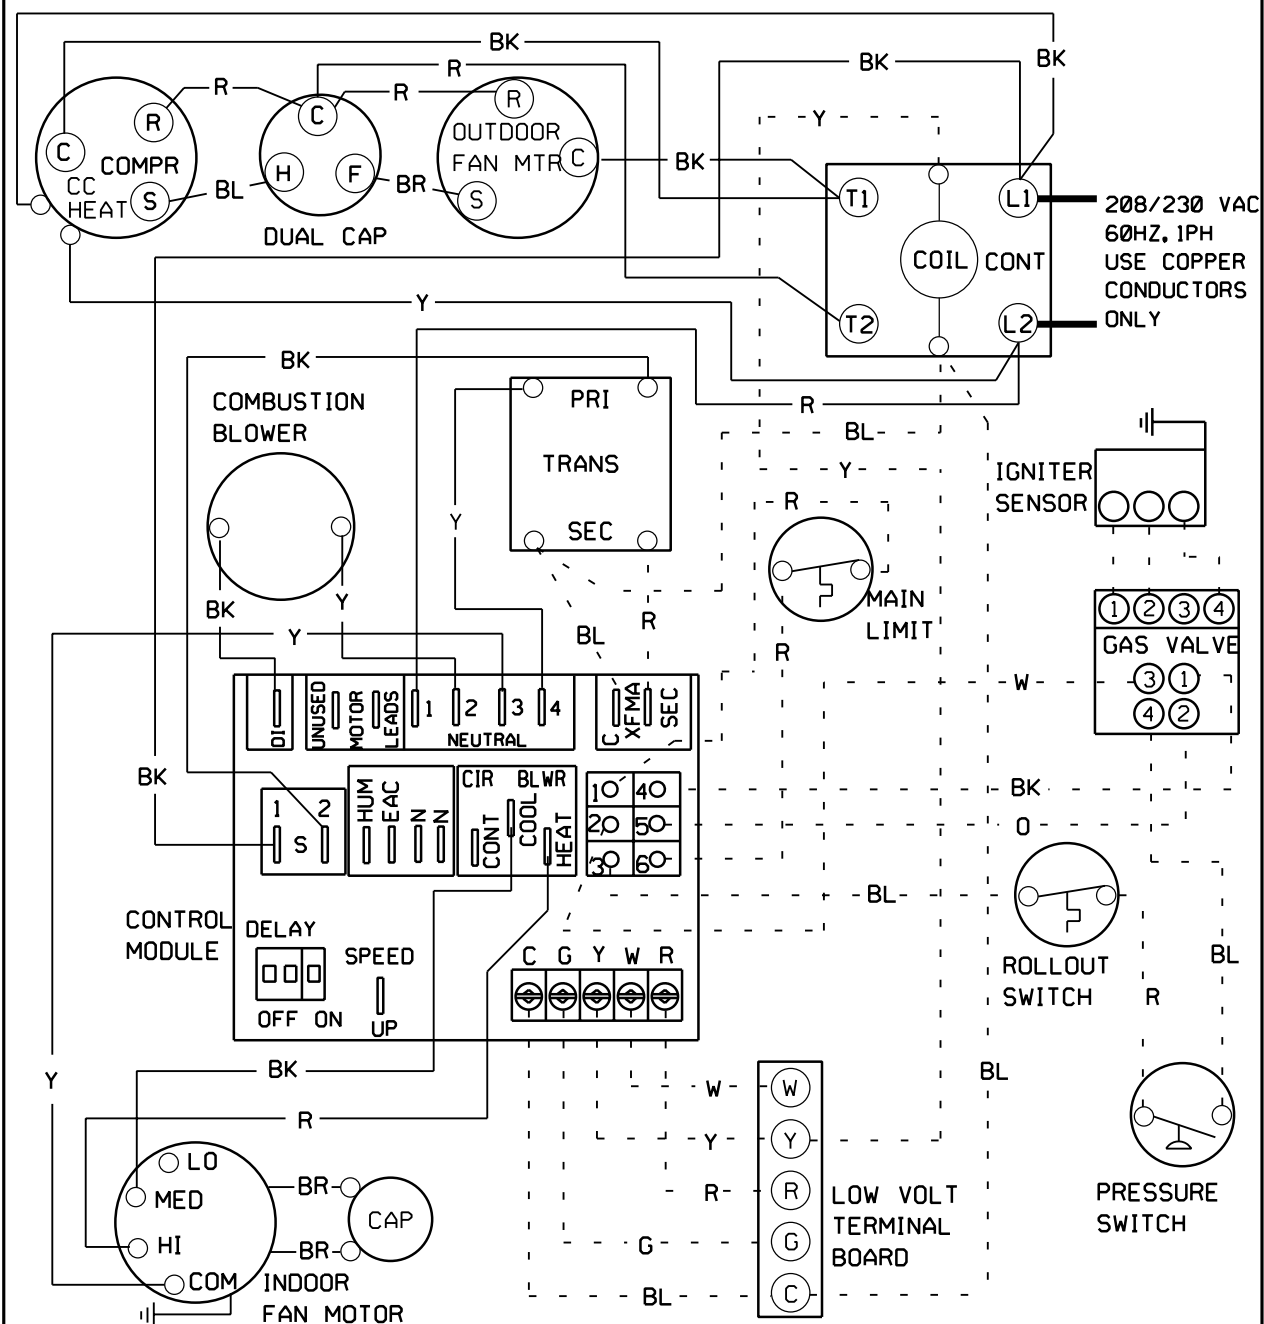 BK
BK
BK
R
R
R
Y
R
C
R
C
C
OUTDOOR
FAN MTR
COMPR
CC
HEAT
S
BL
H
F
BR
S
BK
T1
L1
208/230 VAC
60HZ, 1PH
USE COPPER
CONDUCTORS
ONLY
DUAL CAP
COIL
CONT
Y
T2
L2
BK
PRI
R
COMBUSTION
BLOWER
BL
TRANS
Y
IGNITER
SENSOR
R
Y
SEC
BK
Y
R
MAIN
LIMIT
1
2
3
4
Y
BL
R
GAS VALVE
W
3
1
4
2
UNUSED
MOTOR
LEADS
1
2
3
4
NEUTRAL
C
XFMA
SEC
BK
1
2
S
HUM
EAC
N
N
CIR BLWR
CONT
COOL
HEAT
1
4
2
5
3
6
BK
O
BL
CONTROL
MODULE
DELAY
SPEED
OFF ON
UP
C G Y W R
ROLLOUT
SWITCH
BL
R
Y
BK
R
W
W
Y
Y
R
R
G
G
BL
C
BL
LOW VOLT
TERMINAL
BOARD
PRESSURE
SWITCH
LO
MED
HI
COM
BR
BR
CAP
INDOOR
FAN MOTOR